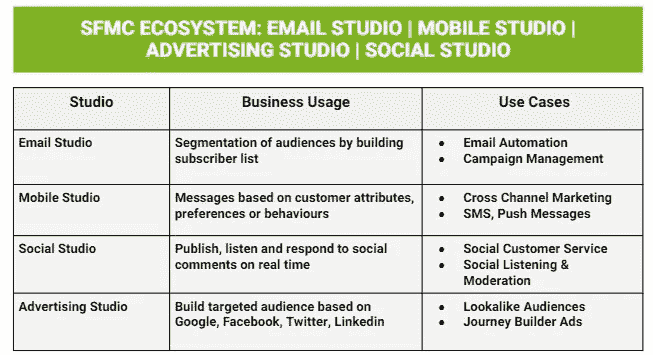 SFMC ECOSYSTEM: EMAIL STUDIO | MOBILE STUDIO |
ADVERTISING STUDIO | SOCIAL STUDIO
Studio
Business Usage
Use Cases
Email Studio
Segmentation of audiences by building
subscriber list
● Email Automation
● Campaign Management
Mobile Studio
Messages based on customer attributes,
preferences or behaviours
● Cross Channel Marketing
● SMS, Push Messages
Social Studio
Publish, listen and respond to social
comments on real time
● Social Customer Service
● Social Listening &
Moderation
Advertising Studio
Build targeted audience based on
Google, Facebook, Twitter, Linkedin
● Lookalike Audiences
● Journey Builder Ads